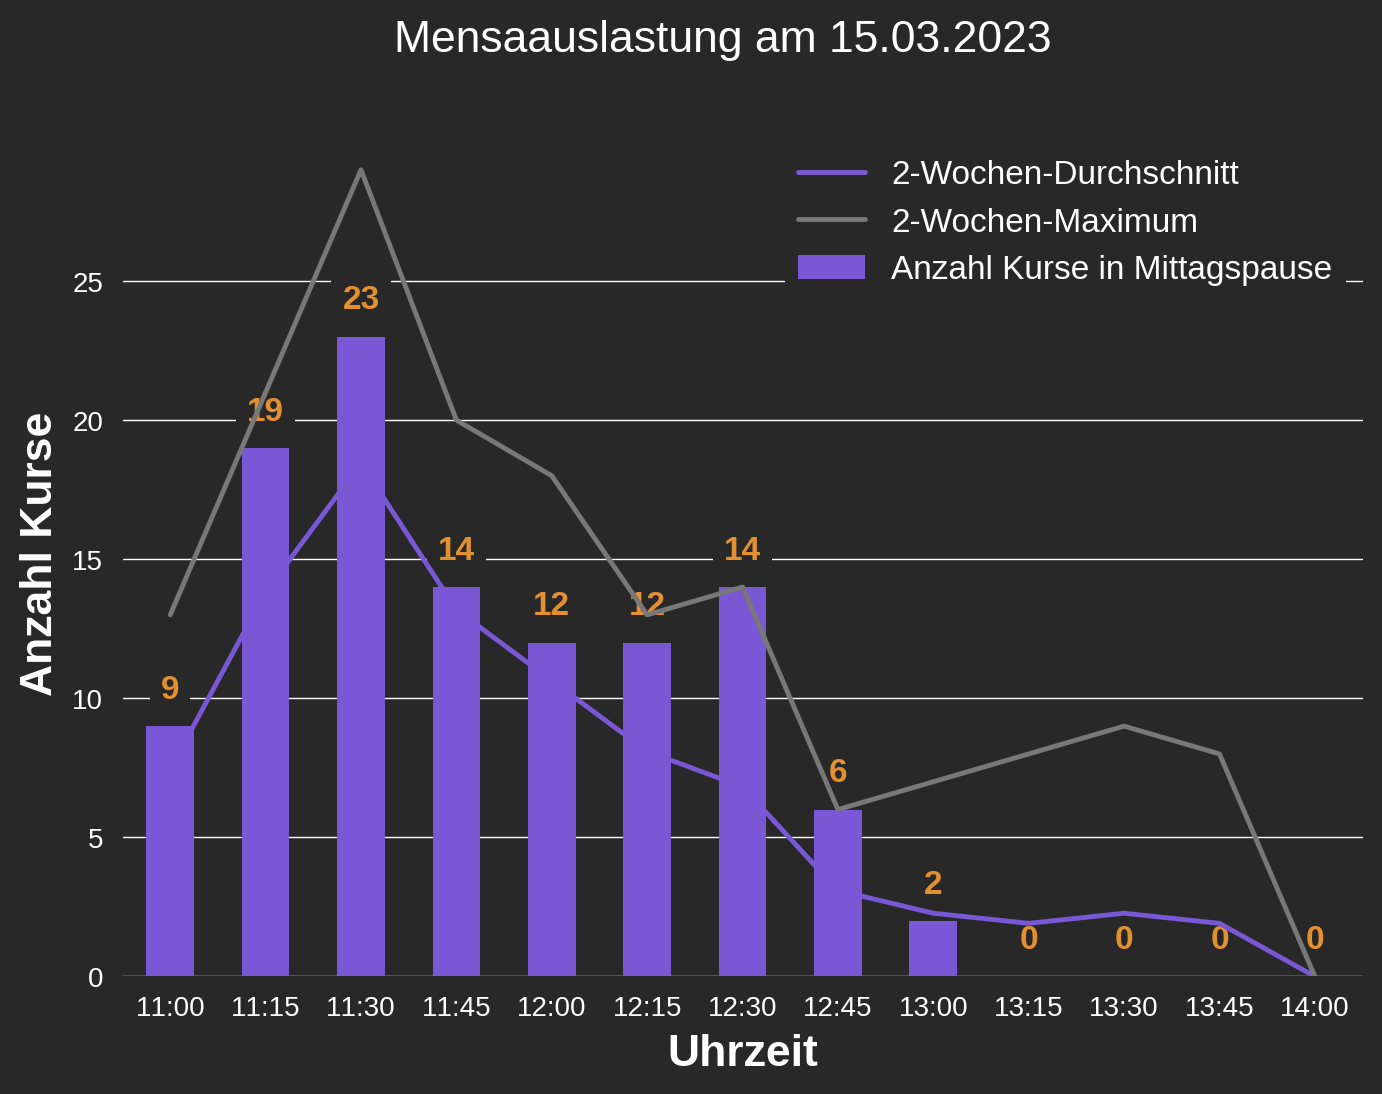 Mensaauslastung am 15.03.2023
2-Wochen-Durchschnitt
2-Wochen-Maximum
Anzahl Kurse in Mittagspause
Anzahl Kurse
25
20
15
10
5
0
9
19
23
14
12
12
14
6
2
0
0
0
0
11:00 11:15 11:30 11:45 12:00 12:15 12:30 12:45 13:00 13:15 13:30 13:45 14:00
Uhrzeit